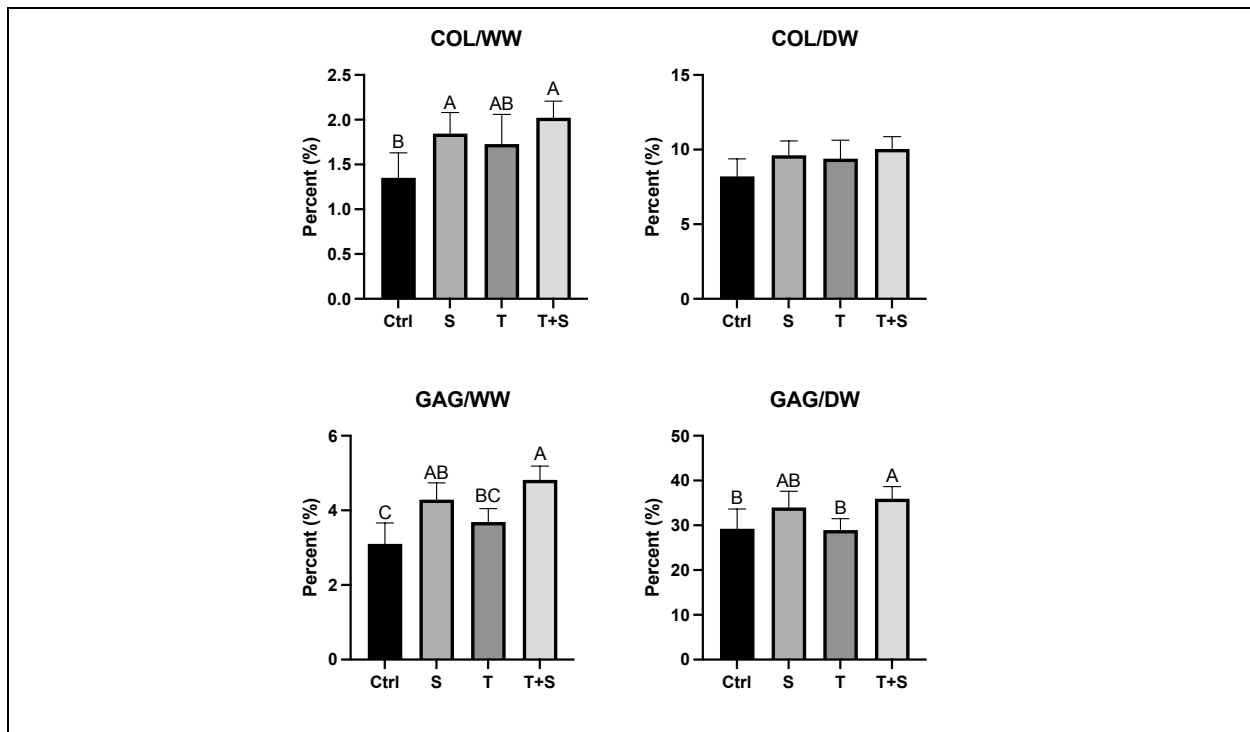 COL/WW
Percent (%)
2.5
2.0
1.5
1.0
0.5
0.0
B
A
AB
A
Ctrl S T T+S
COL/DW
Percent (%)
15
10
5
0
Ctrl S T T+S
GAG/WW
Percent (%)
6
4
2
0
C
AB
BC
A
Ctrl S T T+S
GAG/DW
Percent (%)
50
40
30
20
10
0
B
AB
B
A
Ctrl S T T+S